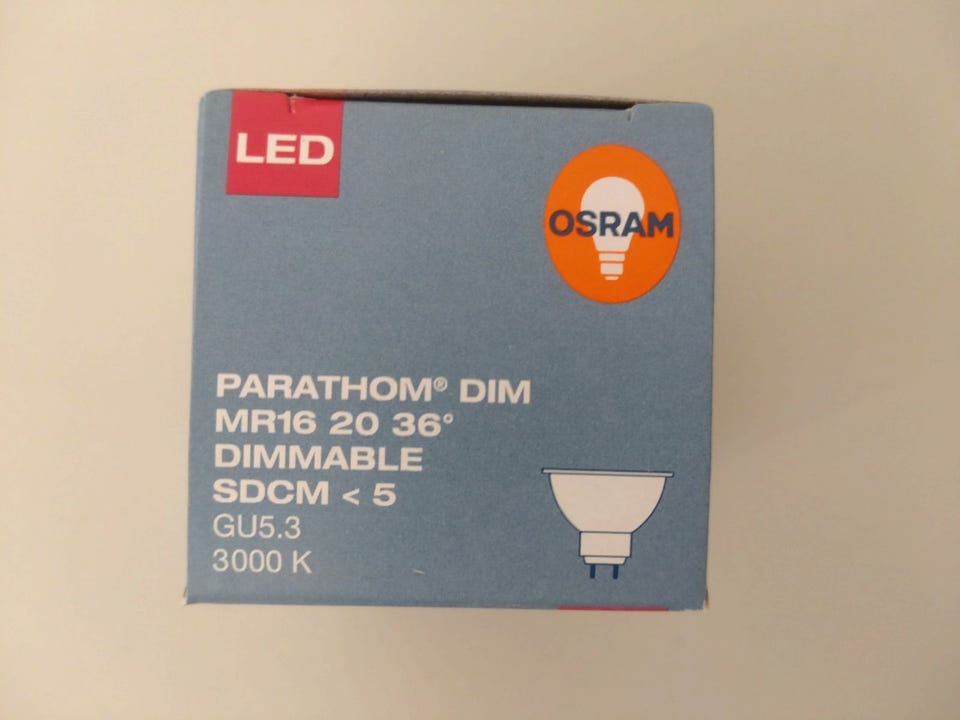 LED
OSRAM
PARATHOM® DIM
MR16 20 36°
DIMMABLE
SDCM < 5
GU5.3
3000 K